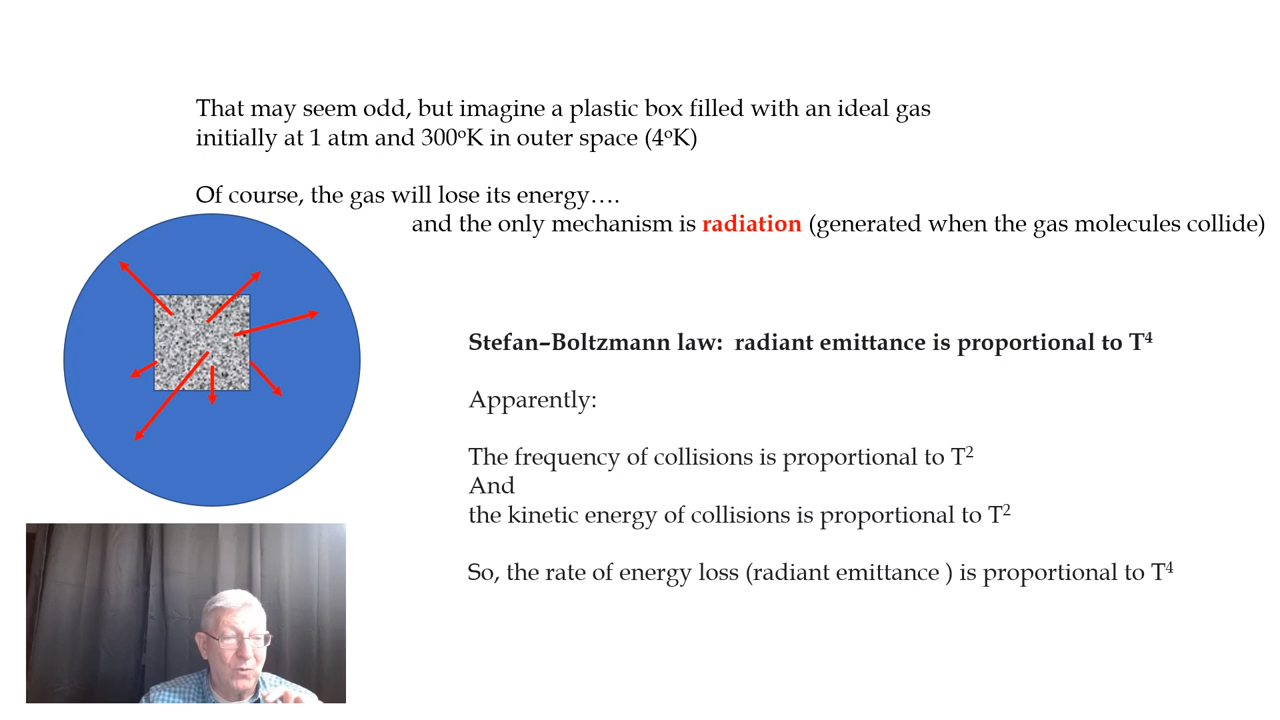 That may seem odd, but imagine a plastic box filled with an ideal gas
initially at 1 atm and 300ºK in outer space (4ºK)
Of course, the gas will lose its energy….
and the only mechanism is radiation (generated when the gas molecules collide)
Stefan–Boltzmann law:  radiant emittance is proportional to T⁴
Apparently:
The frequency of collisions is proportional to T²
And
the kinetic energy of collisions is proportional to T²
So, the rate of energy loss (radiant emittance ) is proportional to T⁴